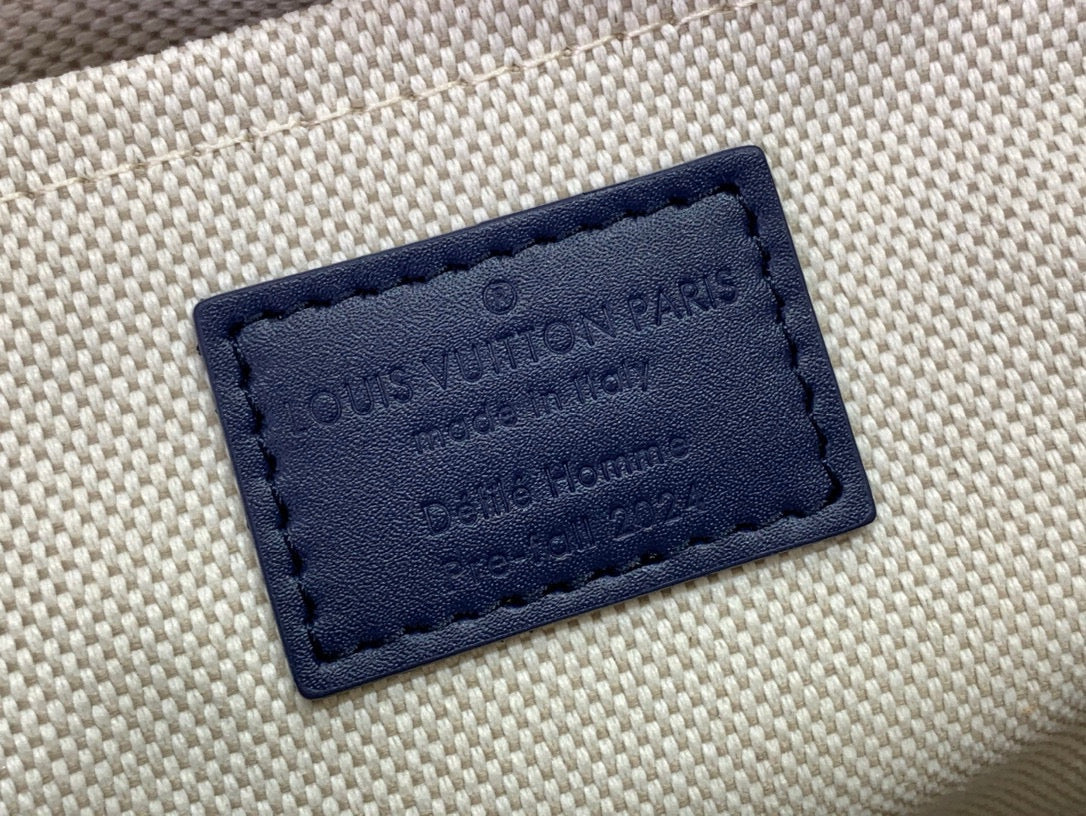 ®
LOUIS VUITTON PARIS
made in Italy
Défilé Homme
Pre-fall 2024